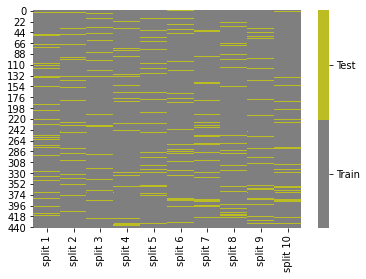 0
22
44
66
88
110
132
154
176
198
220
242
264
286
308
330
352
374
396
418
440
split 1
split 2
split 3
split 4
split 5
split 6
split 7
split 8
split 9
split 10
Test
Train